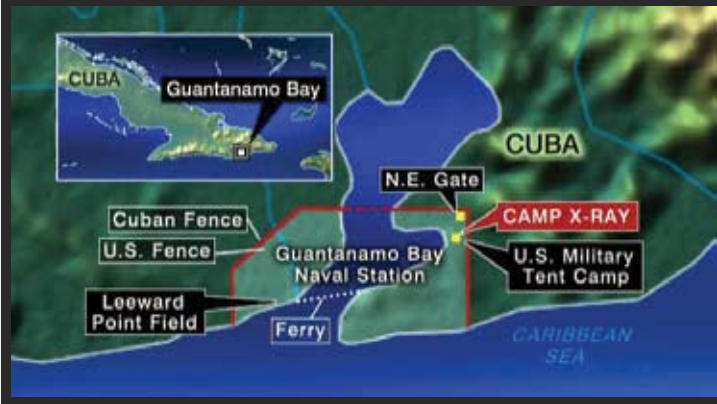 CUBA
Guantanamo Bay
CUBA
N.E. Gate
Cuban Fence
CAMP X-RAY
U.S. Fence
Guantanamo Bay
Naval Station
U.S. Military
Tent Camp
Leeward
Point Field
Ferry
CARIBBEAN
SEA